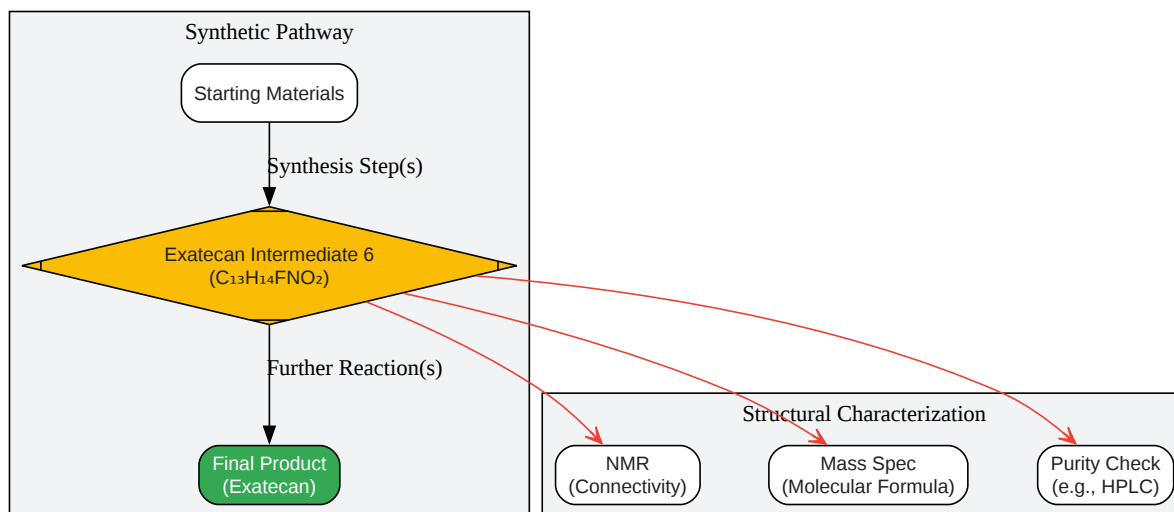 Synthetic Pathway
Starting Materials
Synthesis Step(s)
Exatecan Intermediate 6
(C₁₃H₁₄FNO₂)
Further Reaction(s)
Final Product
(Exatecan)
Structural Characterization
NMR
(Connectivity)
Mass Spec
(Molecular Formula)
Purity Check
(e.g., HPLC)